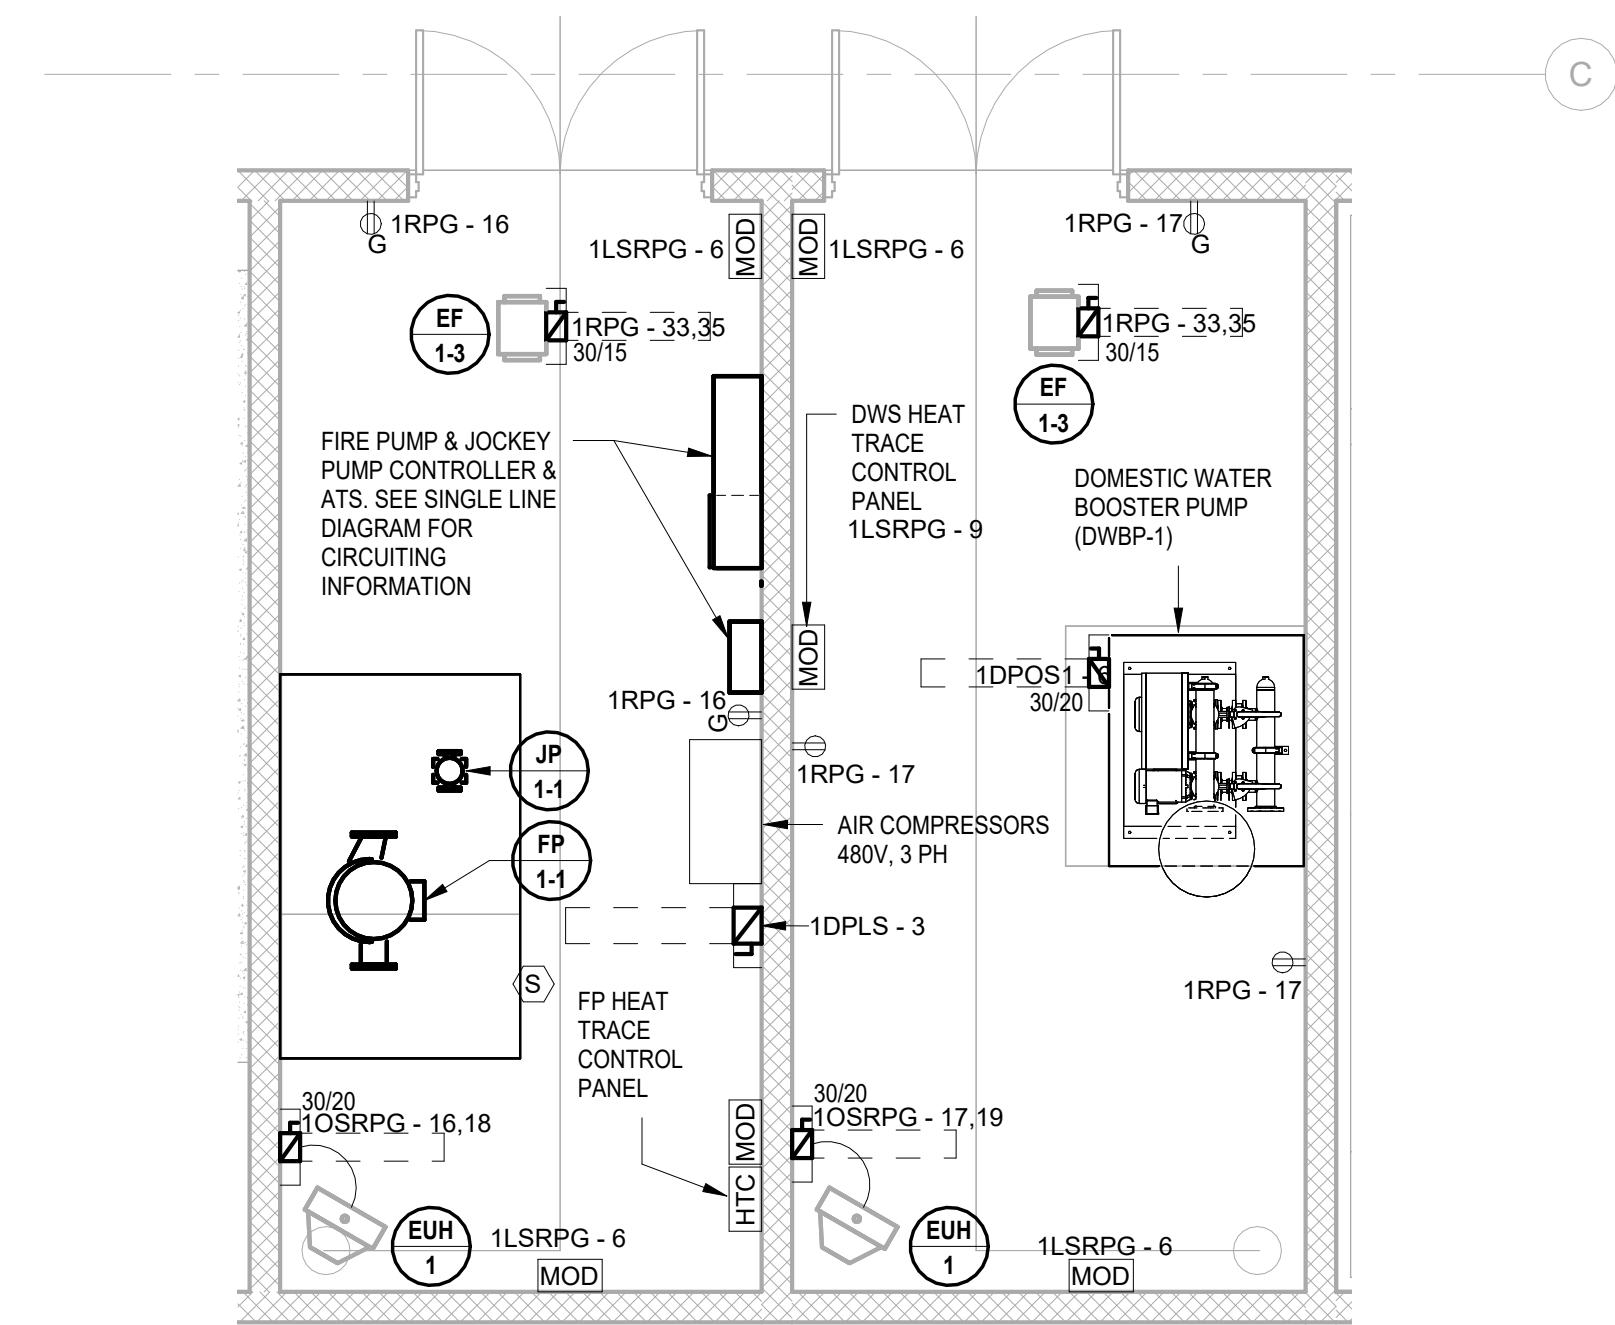 C
1RPG - 16
G
1LSRPG - 6
MOD
MOD
1LSRPG - 6
1RPG - 17
G
EF
1-3
1RPG - 33,35
30/15
1RPG - 33,35
30/15
EF
1-3
FIRE PUMP & JOCKEY
PUMP CONTROLLER &
ATS. SEE SINGLE LINE
DIAGRAM FOR
CIRCUITING
INFORMATION
DWS HEAT
TRACE
CONTROL
PANEL
1LSRPG - 9
DOMESTIC WATER
BOOSTER PUMP
(DWBP-1)
MOD
1DPOS1 - 6
30/20
1RPG - 16
G
JP
1-1
1RPG - 17
AIR COMPRESSORS
480V, 3 PH
FP
1-1
1DPLS - 3
S
1RPG - 17
FP HEAT
TRACE
CONTROL
PANEL
30/20
1OSRPG - 16,18
MOD
HTC
30/20
1OSRPG - 17,19
EUH
1
1LSRPG - 6
MOD
EUH
1
1LSRPG - 6
MOD